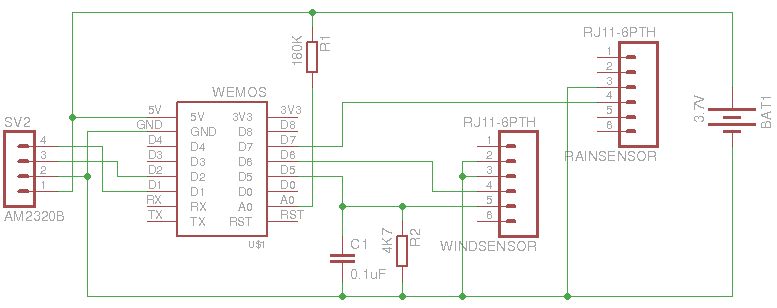 RJ11-6PTH
1
2
3
4
5
6
RAINSENSOR
3.7V
BAT1
180K
R1
WEMOS
5V 5V 3V3 3V3
GND GND D8 D8
D4 D4 D7 D7
D3 D3 D6 D6
D2 D2 D5 D5
D1 D1 D0 D0
RX RX A0 A0
TX TX RST RST
U$1
SV2
4
3
2
1
AM2320B
RJ11-6PTH
1
2
3
4
5
6
WINDSENSOR
C1
0.1uF
4K7
R2